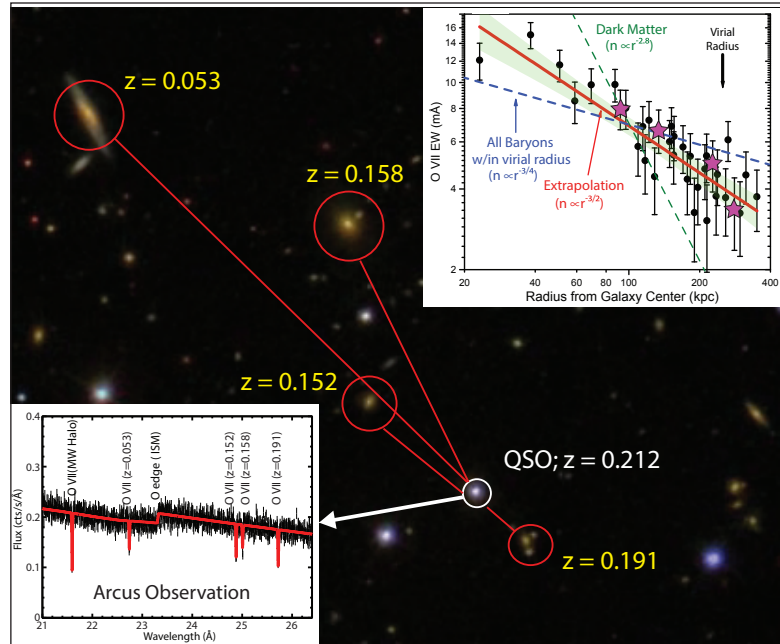 z = 0.053
z = 0.158
z = 0.152
QSO; z = 0.212
z = 0.191
Dark Matter
(n ∝r-2.8)
Virial
Radius
All Baryons
w/in virial radius
(n ∝r-3/4)
Extrapolation
(n ∝r-3/2)
O VII EW (mÅ)
16
14
12
10
8
6
4
2
20
40
60
80
100
200
300
400
Radius from Galaxy Center (kpc)
O VII(MW Halo)
O VII (z=0.053)
O edge (ISM)
O VII (z=0.152)
O VII (z=0.158)
O VII (z=0.191)
Flux (cts/s/Å)
0.4
0.3
0.2
0.1
0
21
22
23
24
25
26
Arcus Observation
Wavelength (Å)